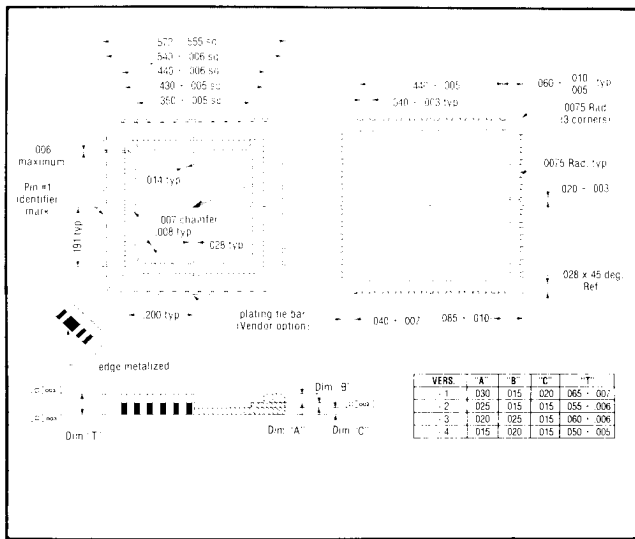 .540 - .006 sq
440 - .006 sq
430 - .005 sq
350 - .005 sq
.006
maximum
Pin #1
identifier
mark
.191 typ
.014 typ
.007 chamfer
.008 typ
.028 typ
.200 typ
plating tie bar
(Vendor option)
edge metalized
440 - .005
040 - .003 typ
060 - .010 typ
.005
.0075 Rad
(3 corners)
.0075 Rad. typ
020 - .003
.028 x 45 deg.
Ref
040 - .007
065 - .010
Dim "T"
Dim "B"
Dim "A"
Dim "C"
VERS. "A" "B" "C" "T"
- 1 .030 .015 .020 .065 - .007
- 2 .025 .015 .015 .055 - .006
- 3 .020 .025 .015 .060 - .006
- 4 .015 .020 .015 .050 - .005